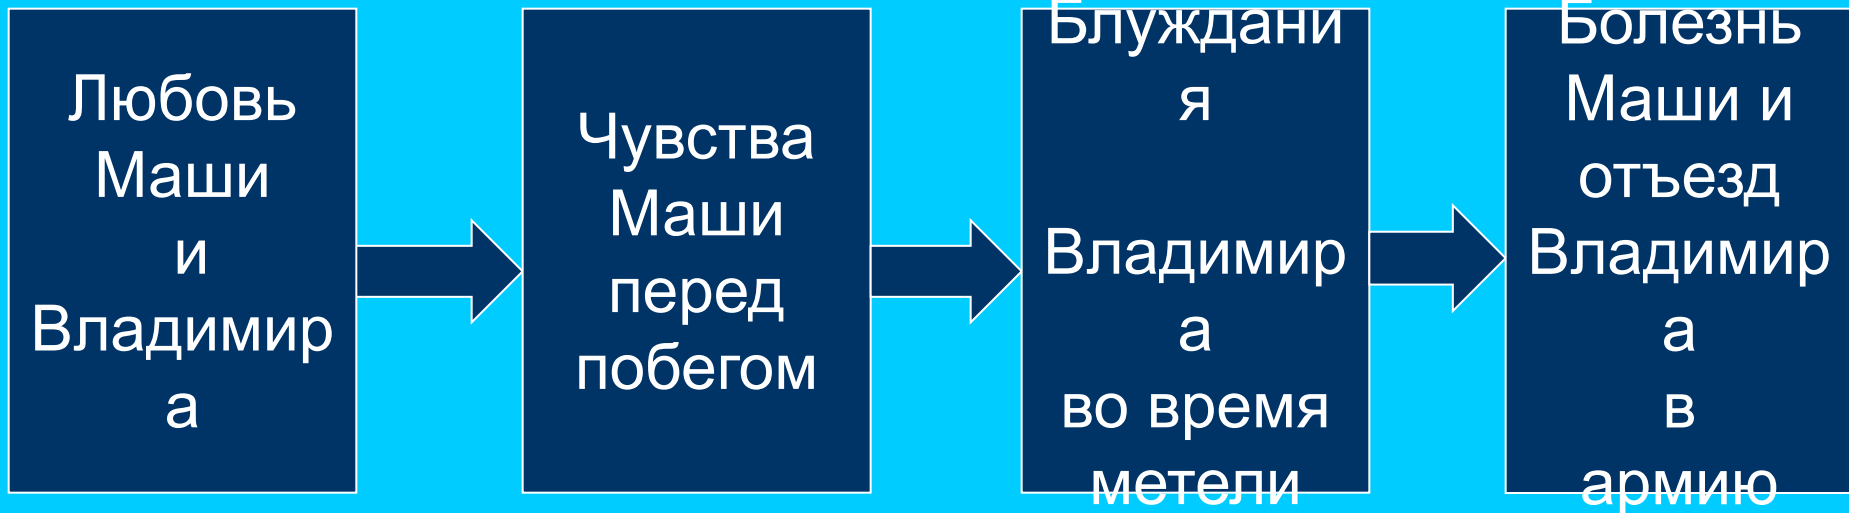 Любовь
Маши
и
Владимир
а
Чувства
Маши
перед
побегом
Блуждани
я
Владимир
а
во время
метели
Болезнь
Маши и
отъезд
Владимир
а
в
армию